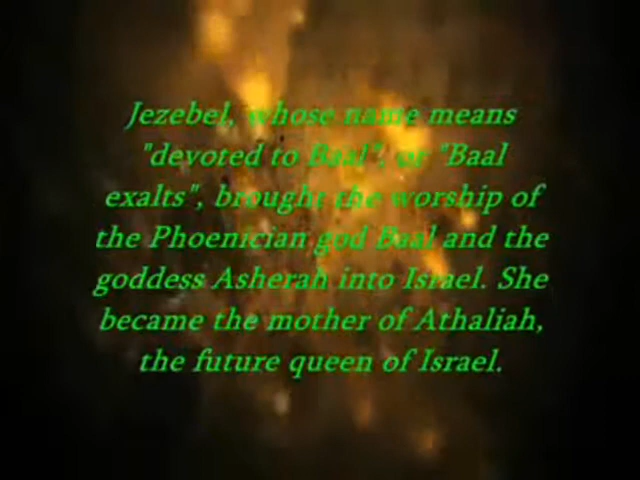 Jezebel, whose name means
"devoted to Baal", or "Baal
exalts", brought the worship of
the Phoenician god Baal and the
goddess Asherah into Israel. She
became the mother of Athaliah,
the future queen of Israel.